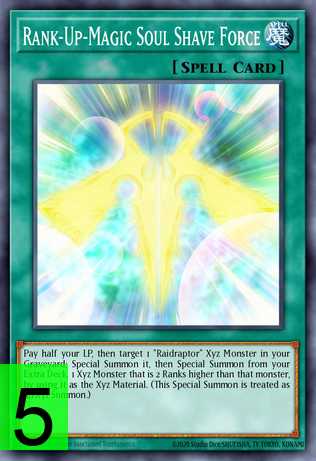 Rank-Up-Magic Soul Shave Force
[Spell Card]
Pay half your LP, then target 1 "Raidraptor" Xyz Monster in your
Graveyard; Special Summon it, then Special Summon from your
Extra Deck, 1 Xyz Monster that is 2 Ranks higher than that monster,
by using it as the Xyz Material. (This Special Summon is treated as
Summon.)
5
©2020 Studio Dice/SHUEISHA, TV TOKYO, KONAMI